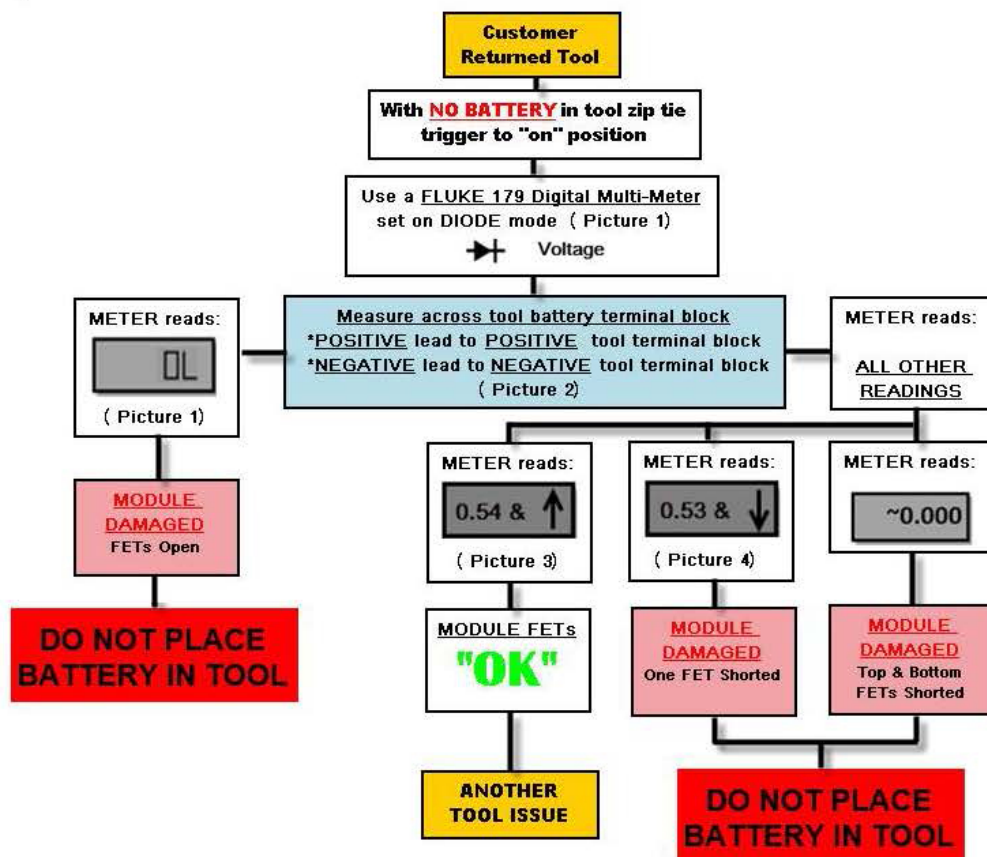 Customer
Returned Tool
With NO BATTERY in tool zip tie
trigger to "on" position
Use a FLUKE 179 Digital Multi-Meter
set on DIODE mode ( Picture 1)
Voltage
Measure across tool battery terminal block
*POSITIVE lead to POSITIVE tool terminal block
*NEGATIVE lead to NEGATIVE tool terminal block
( Picture 2)
METER reads:
OL
( Picture 1)
MODULE
DAMAGED
FETs Open
DO NOT PLACE
BATTERY IN TOOL
METER reads:
ALL OTHER
READINGS
METER reads:
0.54 & ↑
( Picture 3)
MODULE FETs
"OK"
ANOTHER
TOOL ISSUE
METER reads:
0.53 & ↓
( Picture 4)
MODULE
DAMAGED
One FET Shorted
METER reads:
~0.000
MODULE
DAMAGED
Top & Bottom
FETs Shorted
DO NOT PLACE
BATTERY IN TOOL